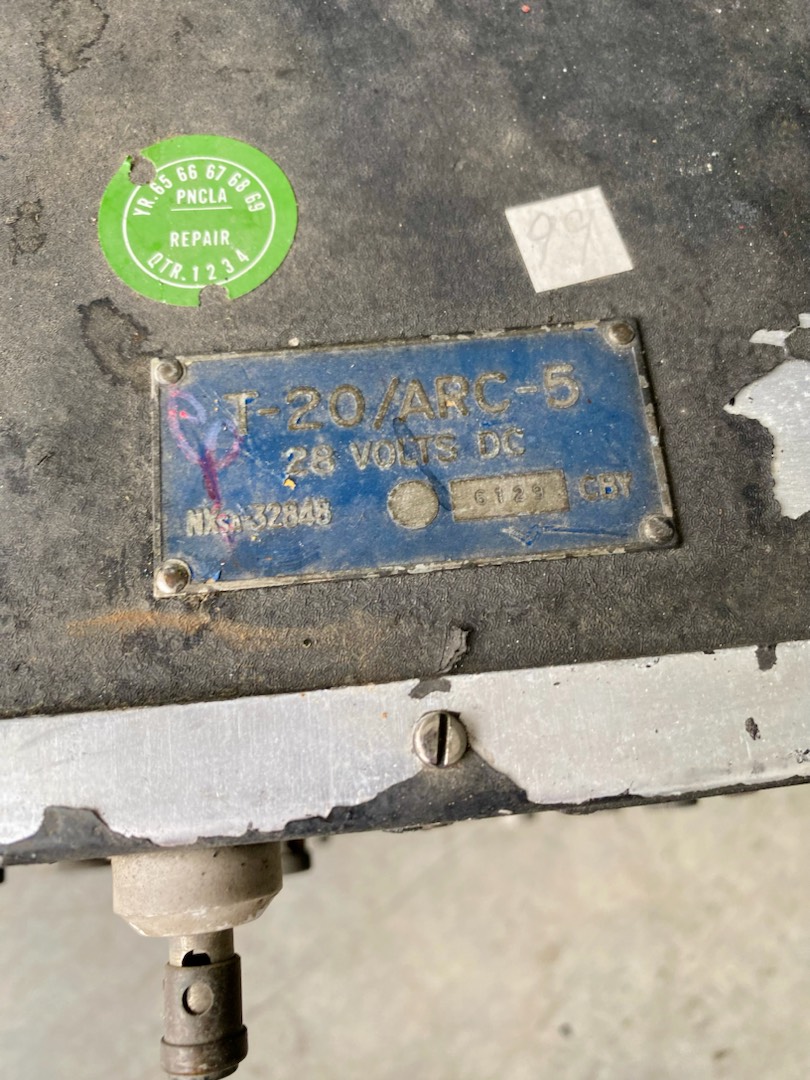 YR. 65 66 67 68 69
PNCLA
REPAIR
QTR. 1 2 3 4
99
T-20/ARC-5
28 VOLTS DC
NXsa-32848
6129
CBY